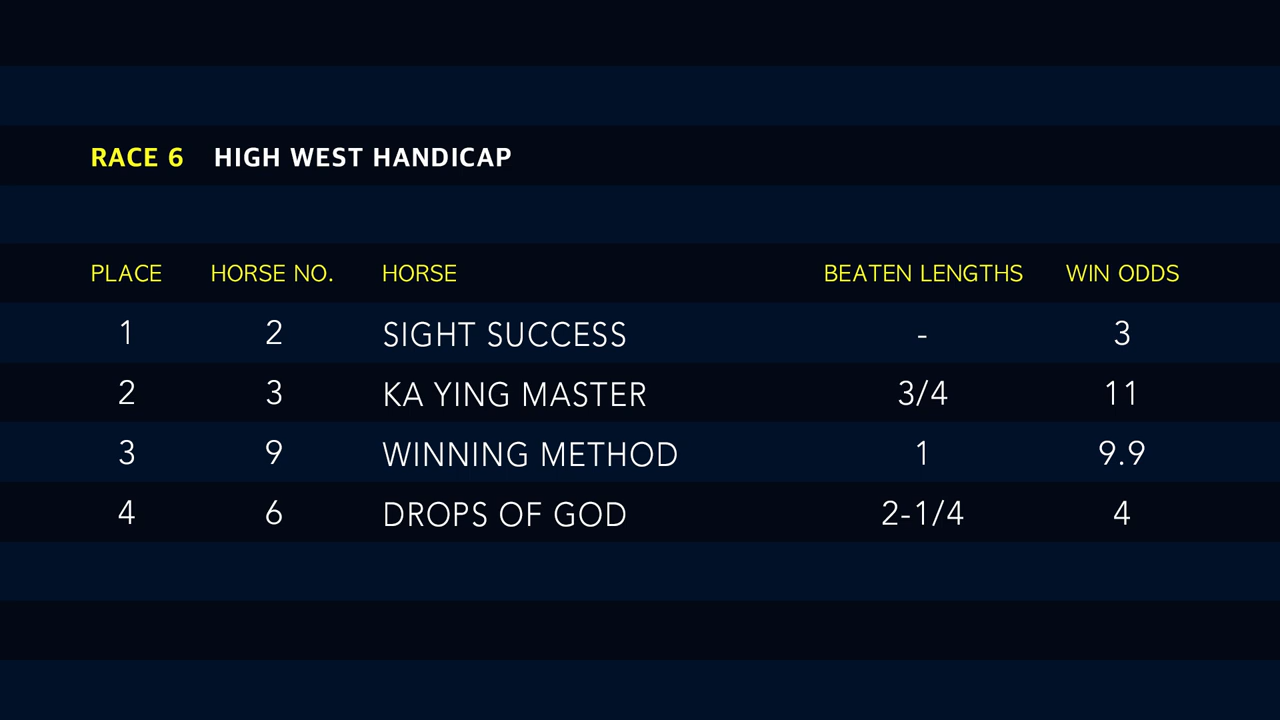 RACE 6 HIGH WEST HANDICAP
PLACE HORSE NO. HORSE BEATEN LENGTHS WIN ODDS
1 2 SIGHT SUCCESS - 3
2 3 KA YING MASTER 3/4 11
3 9 WINNING METHOD 1 9.9
4 6 DROPS OF GOD 2-1/4 4